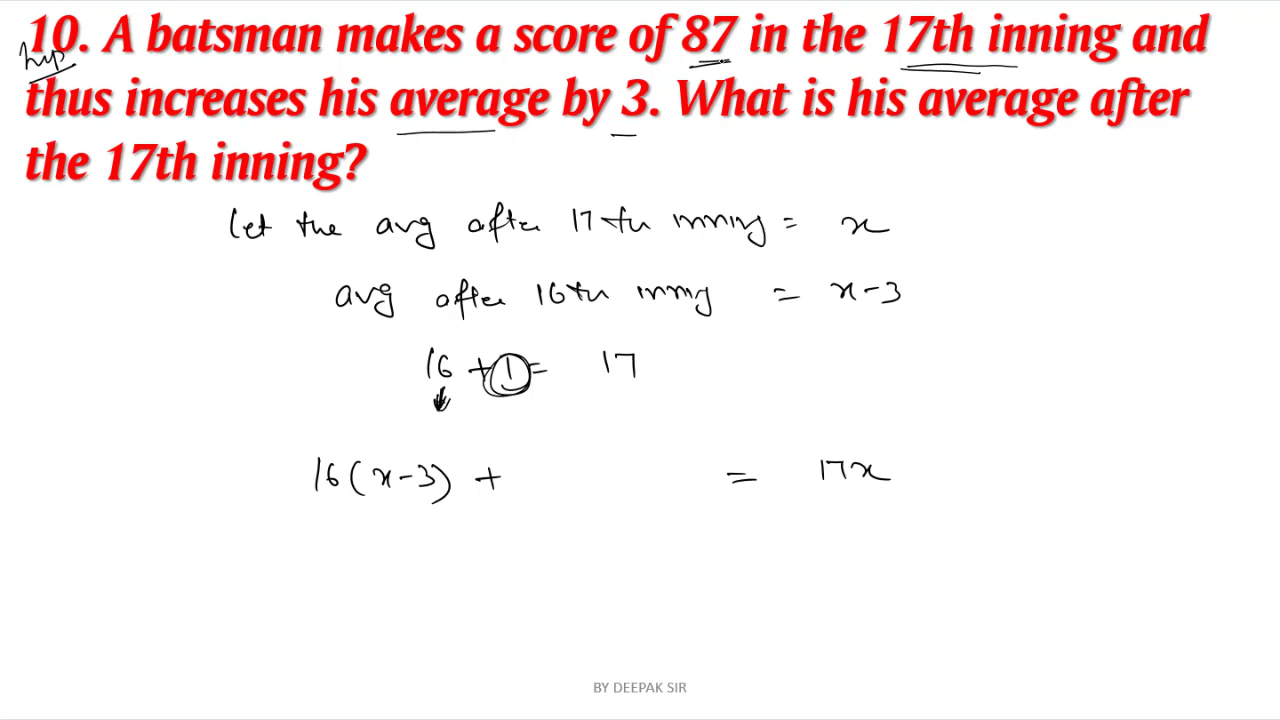 10. A batsman makes a score of 87 in the 17th inning and
thus increases his average by 3. What is his average after
the 17th inning?
Let the avg after 17th inning = x
avg after 16th inning = x-3
16 + 1 = 17
16(x-3) + = 17x
BY DEEPAK SIR